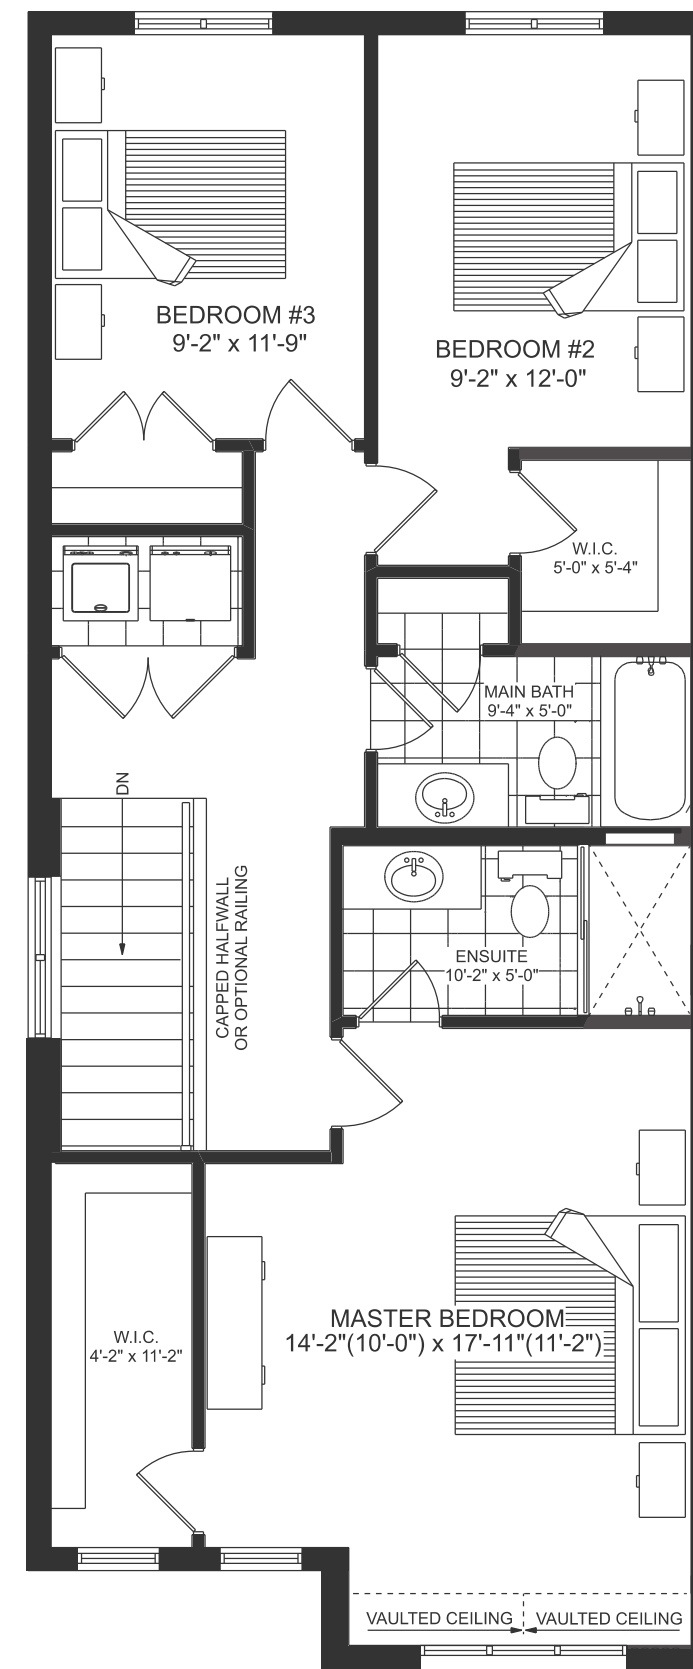 BEDROOM #3
9'-2" x 11'-9"
BEDROOM #2
9'-2" x 12'-0"
W.I.C.
5'-0" x 5'-4"
MAIN BATH
9'-4" x 5'-0"
DN
CAPPED HALFWALL
OR OPTIONAL RAILING
ENSUITE
10'-2" x 5'-0"
MASTER BEDROOM
14'-2"(10'-0") x 17'-11"(11'-2")
W.I.C.
4'-2" x 11'-2"
VAULTED CEILING
VAULTED CEILING